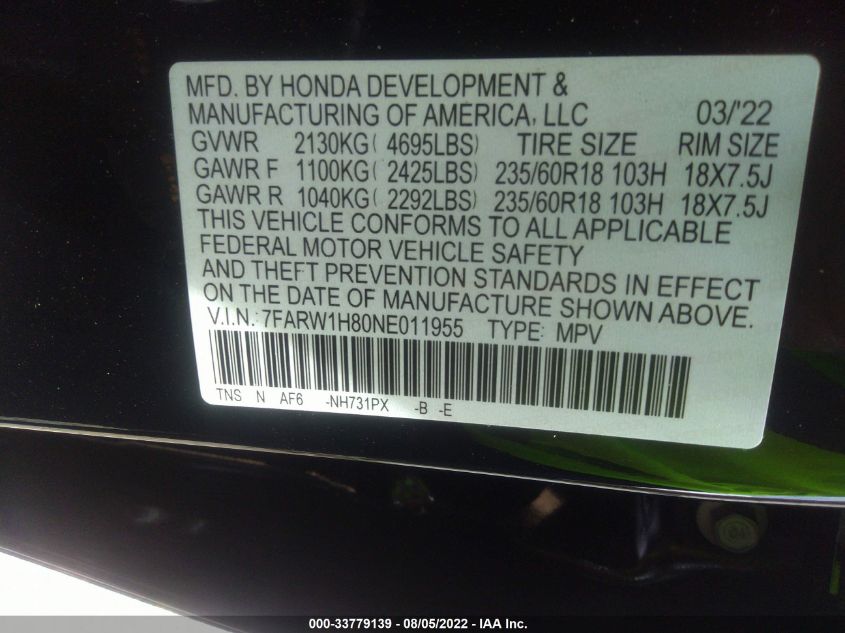 MFD. BY HONDA DEVELOPMENT &
MANUFACTURING OF AMERICA, LLC 03/'22
GVWR 2130KG( 4695LBS) TIRE SIZE RIM SIZE
GAWR F 1100KG( 2425LBS) 235/60R18 103H 18X7.5J
GAWR R 1040KG( 2292LBS) 235/60R18 103H 18X7.5J
THIS VEHICLE CONFORMS TO ALL APPLICABLE
FEDERAL MOTOR VEHICLE SAFETY
AND THEFT PREVENTION STANDARDS IN EFFECT
ON THE DATE OF MANUFACTURE SHOWN ABOVE.
V.I.N.: 7FARW1H80NE011955 TYPE: MPV
TNS N AF6 -NH731PX -B -E
000-33779139 - 08/05/2022 - IAA Inc.